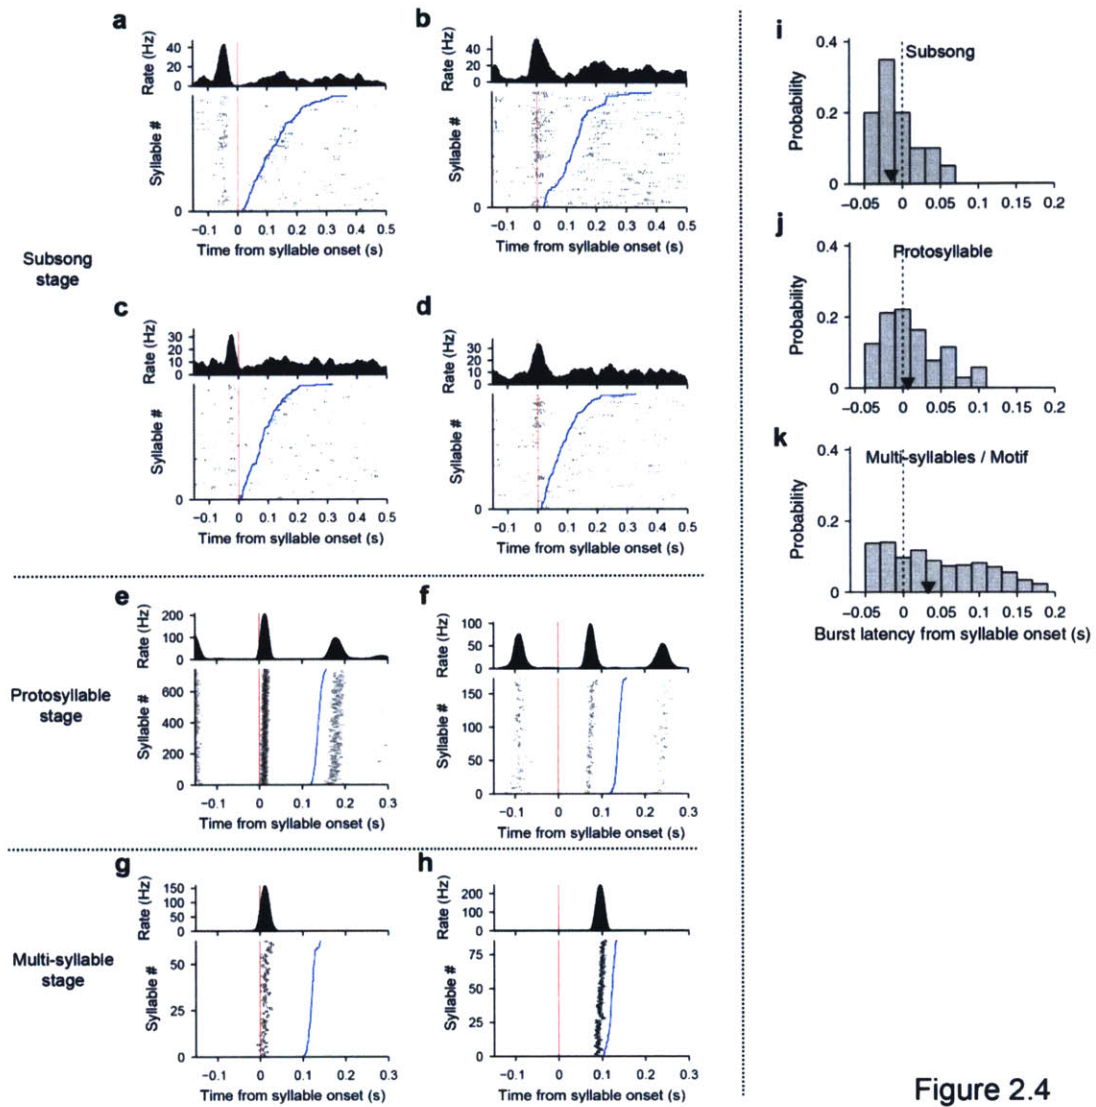 a
Rate (Hz)
40
20
0
Syllable #
0
−0.1 0 0.1 0.2 0.3 0.4 0.5
Time from syllable onset (s)
b
Rate (Hz)
40
20
0
Syllable #
0
−0.1 0 0.1 0.2 0.3 0.4 0.5
Time from syllable onset (s)
Subsong
stage
c
Rate (Hz)
30
20
10
0
Syllable #
0
−0.1 0 0.1 0.2 0.3 0.4 0.5
Time from syllable onset (s)
d
Rate (Hz)
30
20
10
0
Syllable #
0
−0.1 0 0.1 0.2 0.3 0.4 0.5
Time from syllable onset (s)
e
Rate (Hz)
200
100
0
Protosyllable
stage
Syllable #
600
400
200
0
−0.1 0 0.1 0.2 0.3
Time from syllable onset (s)
f
Rate (Hz)
100
50
0
Syllable #
150
100
50
0
−0.1 0 0.1 0.2 0.3
Time from syllable onset (s)
g
Rate (Hz)
150
100
50
0
Multi-syllable
stage
Syllable #
50
25
0
−0.1 0 0.1 0.2 0.3
Time from syllable onset (s)
h
Rate (Hz)
200
100
0
Syllable #
75
50
25
0
−0.1 0 0.1 0.2 0.3
Time from syllable onset (s)
i
Subsong
Probability
0.4
0.2
0
−0.05 0 0.05 0.1 0.15 0.2
j
Protosyllable
Probability
0.4
0.2
0
−0.05 0 0.05 0.1 0.15 0.2
k
Multi-syllables / Motif
Probability
0.4
0.2
0
−0.05 0 0.05 0.1 0.15 0.2
Burst latency from syllable onset (s)
Figure 2.4